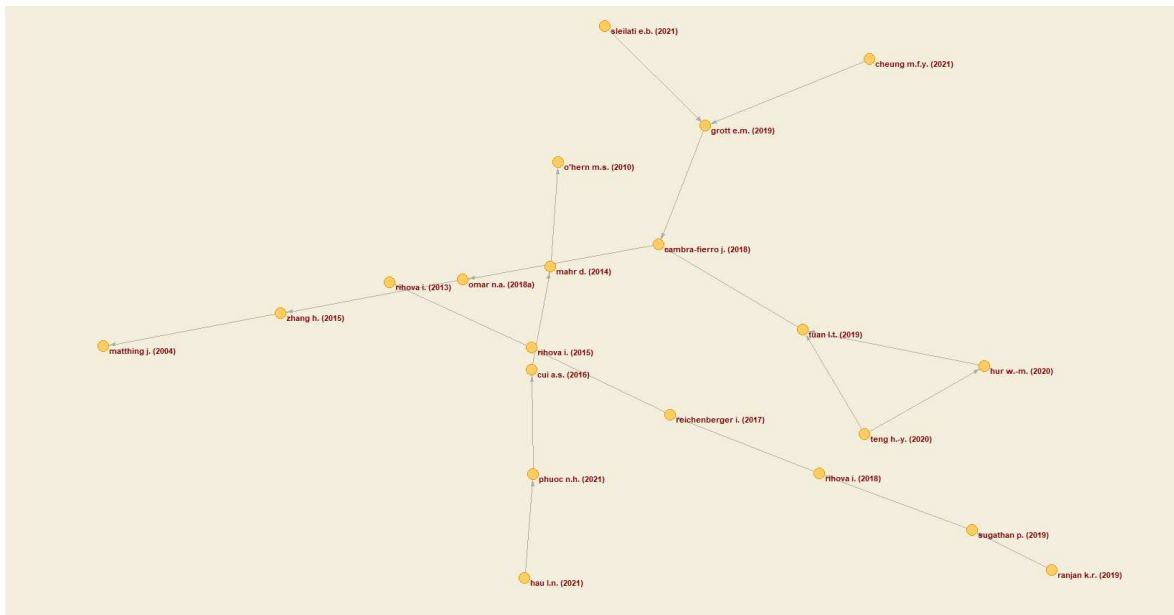 sleilati e.b. (2021)
cheung m.f.y. (2021)
grott e.m. (2019)
o'hern m.s. (2010)
cambra-fierro j. (2018)
mahr d. (2014)
omar n.a. (2018a)
rihova i. (2013)
zhang h. (2015)
tuan l.t. (2019)
matthing j. (2004)
rihova i. (2015)
hur w.-m. (2020)
cui a.s. (2016)
reichenberger i. (2017)
teng h.-y. (2020)
rihova i. (2018)
phuoc n.h. (2021)
sugathan p. (2019)
ranjan k.r. (2019)
hau l.n. (2021)